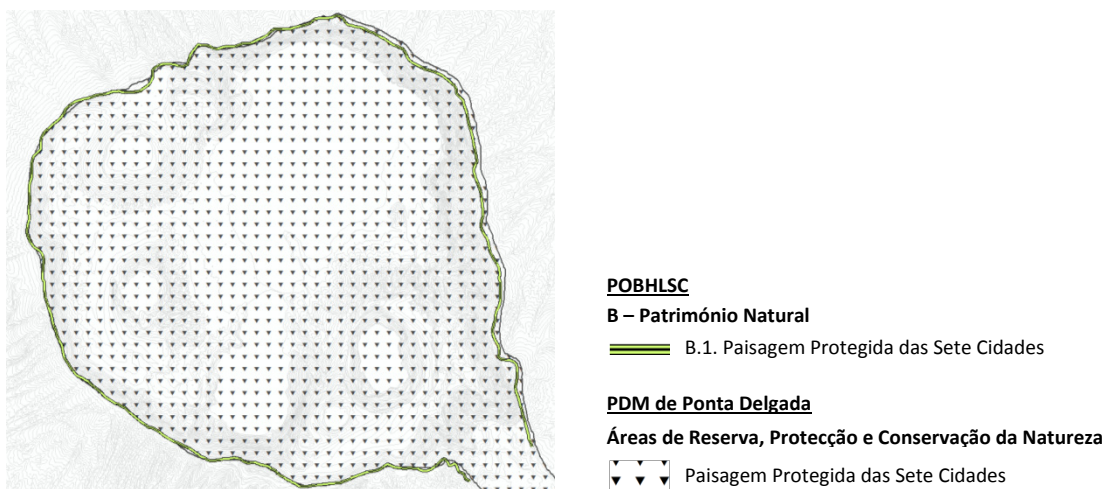 POBHLSC
B – Património Natural
B.1. Paisagem Protegida das Sete Cidades
PDM de Ponta Delgada
Áreas de Reserva, Protecção e Conservação da Natureza
Paisagem Protegida das Sete Cidades